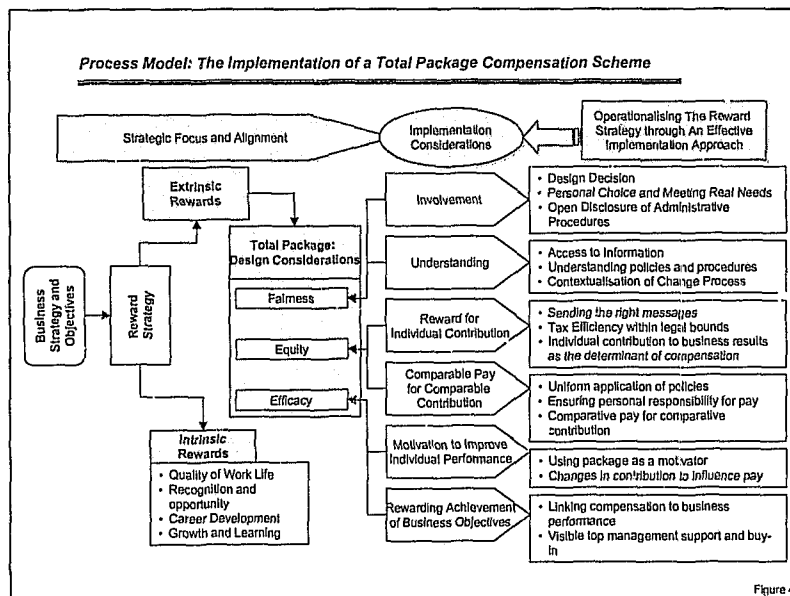 Process Model: The Implementation of a Total Package Compensation Scheme
Strategic Focus and Alignment
Implementation
Considerations
Operationalising The Reward
Strategy through An Effective
Implementation Approach
Extrinsic
Rewards
Total Package:
Design Considerations
Fairness
Equity
Efficacy
Business
Strategy and
Objectives
Reward
Strategy
Intrinsic
Rewards
• Quality of Work Life
• Recognition and
opportunity
• Career Development
• Growth and Learning
Involvement
• Design Decision
• Personal Choice and Meeting Real Needs
• Open Disclosure of Administrative
Procedures
Understanding
• Access to Information
• Understanding policies and procedures
• Contextualisation of Change Process
Reward for
Individual Contribution
• Sending the right messages
• Tax Efficiency within legal bounds
• Individual contribution to business results
as the determinant of compensation
Comparable Pay
for Comparable
Contribution
• Uniform application of policies
• Ensuring personal responsibility for pay
• Comparative pay for comparative
contribution
Motivation to Improve
Individual Performance
• Using package as a motivator
• Changes in contribution to influence pay
Rewarding Achievement
of Business Objectives
• Linking compensation to business
performance
• Visible top management support and buy-
in
Figure 4